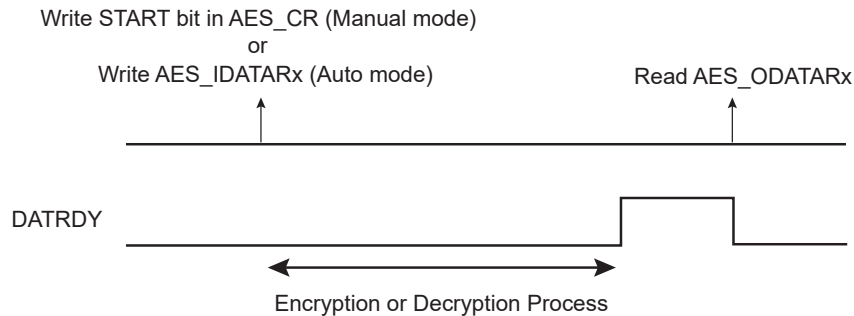 Write START bit in AES_CR (Manual mode)
or
Write AES_IDATARx (Auto mode)
Read AES_ODATARx
DATRDY
Encryption or Decryption Process